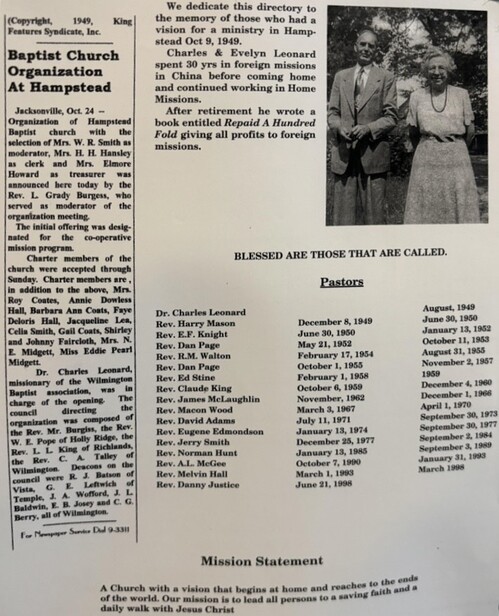 (Copyright, 1949, King
Features Syndicate, Inc.
Baptist Church
Organization
At Hampstead
Jacksonville, Oct. 24 --
Organization of Hampstead
Baptist church with the
selection of Mrs. W. R. Smith as
moderator, Mrs. H. H. Hansley
as clerk and Mrs. Elmore
Howard as treasurer was
announced here today by the
Rev. L. Grady Burgess, who
served as moderator of the
organization meeting.
The initial offering was desig-
nated for the co-operative
mission program.
Charter members of the
church were accepted through
Sunday. Charter members are ,
in addition to the above, Mrs.
Roy Coates, Annie Dowless
Hall, Barbara Ann Coats, Faye
Deloris Hall, Jacqueline Lea,
Celia Smith, Gail Coats, Shirley
and Johnny Faircloth, Mrs. N.
E. Midgett, Miss Eddie Pearl
Midgett.
Dr. Charles Leonard,
missionary of the Wilmington
Baptist association, was in
charge of the opening. The
council directing the
organization was composed of
the Rev. Mr. Burgiss, the Rev.
W. E. Pope of Holly Ridge, the
Rev. L. L. King of Richlands,
the Rev. C. A. Talley of
Wilmington. Deacons on the
council were R. J. Batson of
Vista, G. E. Leftwich of
Temple, J. A. Wofford, J. L.
Baldwin, E. B. Josey and C. G.
Berry, all of Wilmington.
For Newspaper Service Dial 9-3311
We dedicate this directory to
the memory of those who had a
vision for a ministry in Hamp-
stead Oct 9, 1949.
Charles & Evelyn Leonard
spent 30 yrs in foreign missions
in China before coming home
and continued working in Home
Missions.
After retirement he wrote a
book entitled Repaid A Hundred
Fold giving all profits to foreign
missions.
BLESSED ARE THOSE THAT ARE CALLED.
Pastors
Dr. Charles Leonard August, 1949
Rev. Harry Mason December 8, 1949 June 30, 1950
Rev. E.F. Knight June 30, 1950 January 13, 1952
Rev. Dan Page May 21, 1952 October 11, 1953
Rev. R.M. Walton February 17, 1954 August 31, 1955
Rev. Dan Page October 1, 1955 November 2, 1957
Rev. Ed Stine February 1, 1958 1959
Rev. Claude King October 6, 1959 December 4, 1960
Rev. James McLaughlin November, 1962 December 1, 1966
Rev. Macon Wood March 3, 1967 April 1, 1970
Rev. David Adams July 11, 1971 September 30, 1973
Rev. Eugene Edmondson January 13, 1974 September 30, 1977
Rev. Jerry Smith December 25, 1977 September 2, 1984
Rev. Norman Hunt January 13, 1985 September 3, 1989
Rev. A.L. McGee October 7, 1990 January 31, 1993
Rev. Melvin Hall March 1, 1993 March 1998
Rev. Danny Justice June 21, 1998
Mission Statement
A Church with a vision that begins at home and reaches to the ends
of the world. Our mission is to lead all persons to a saving faith and a
daily walk with Jesus Christ